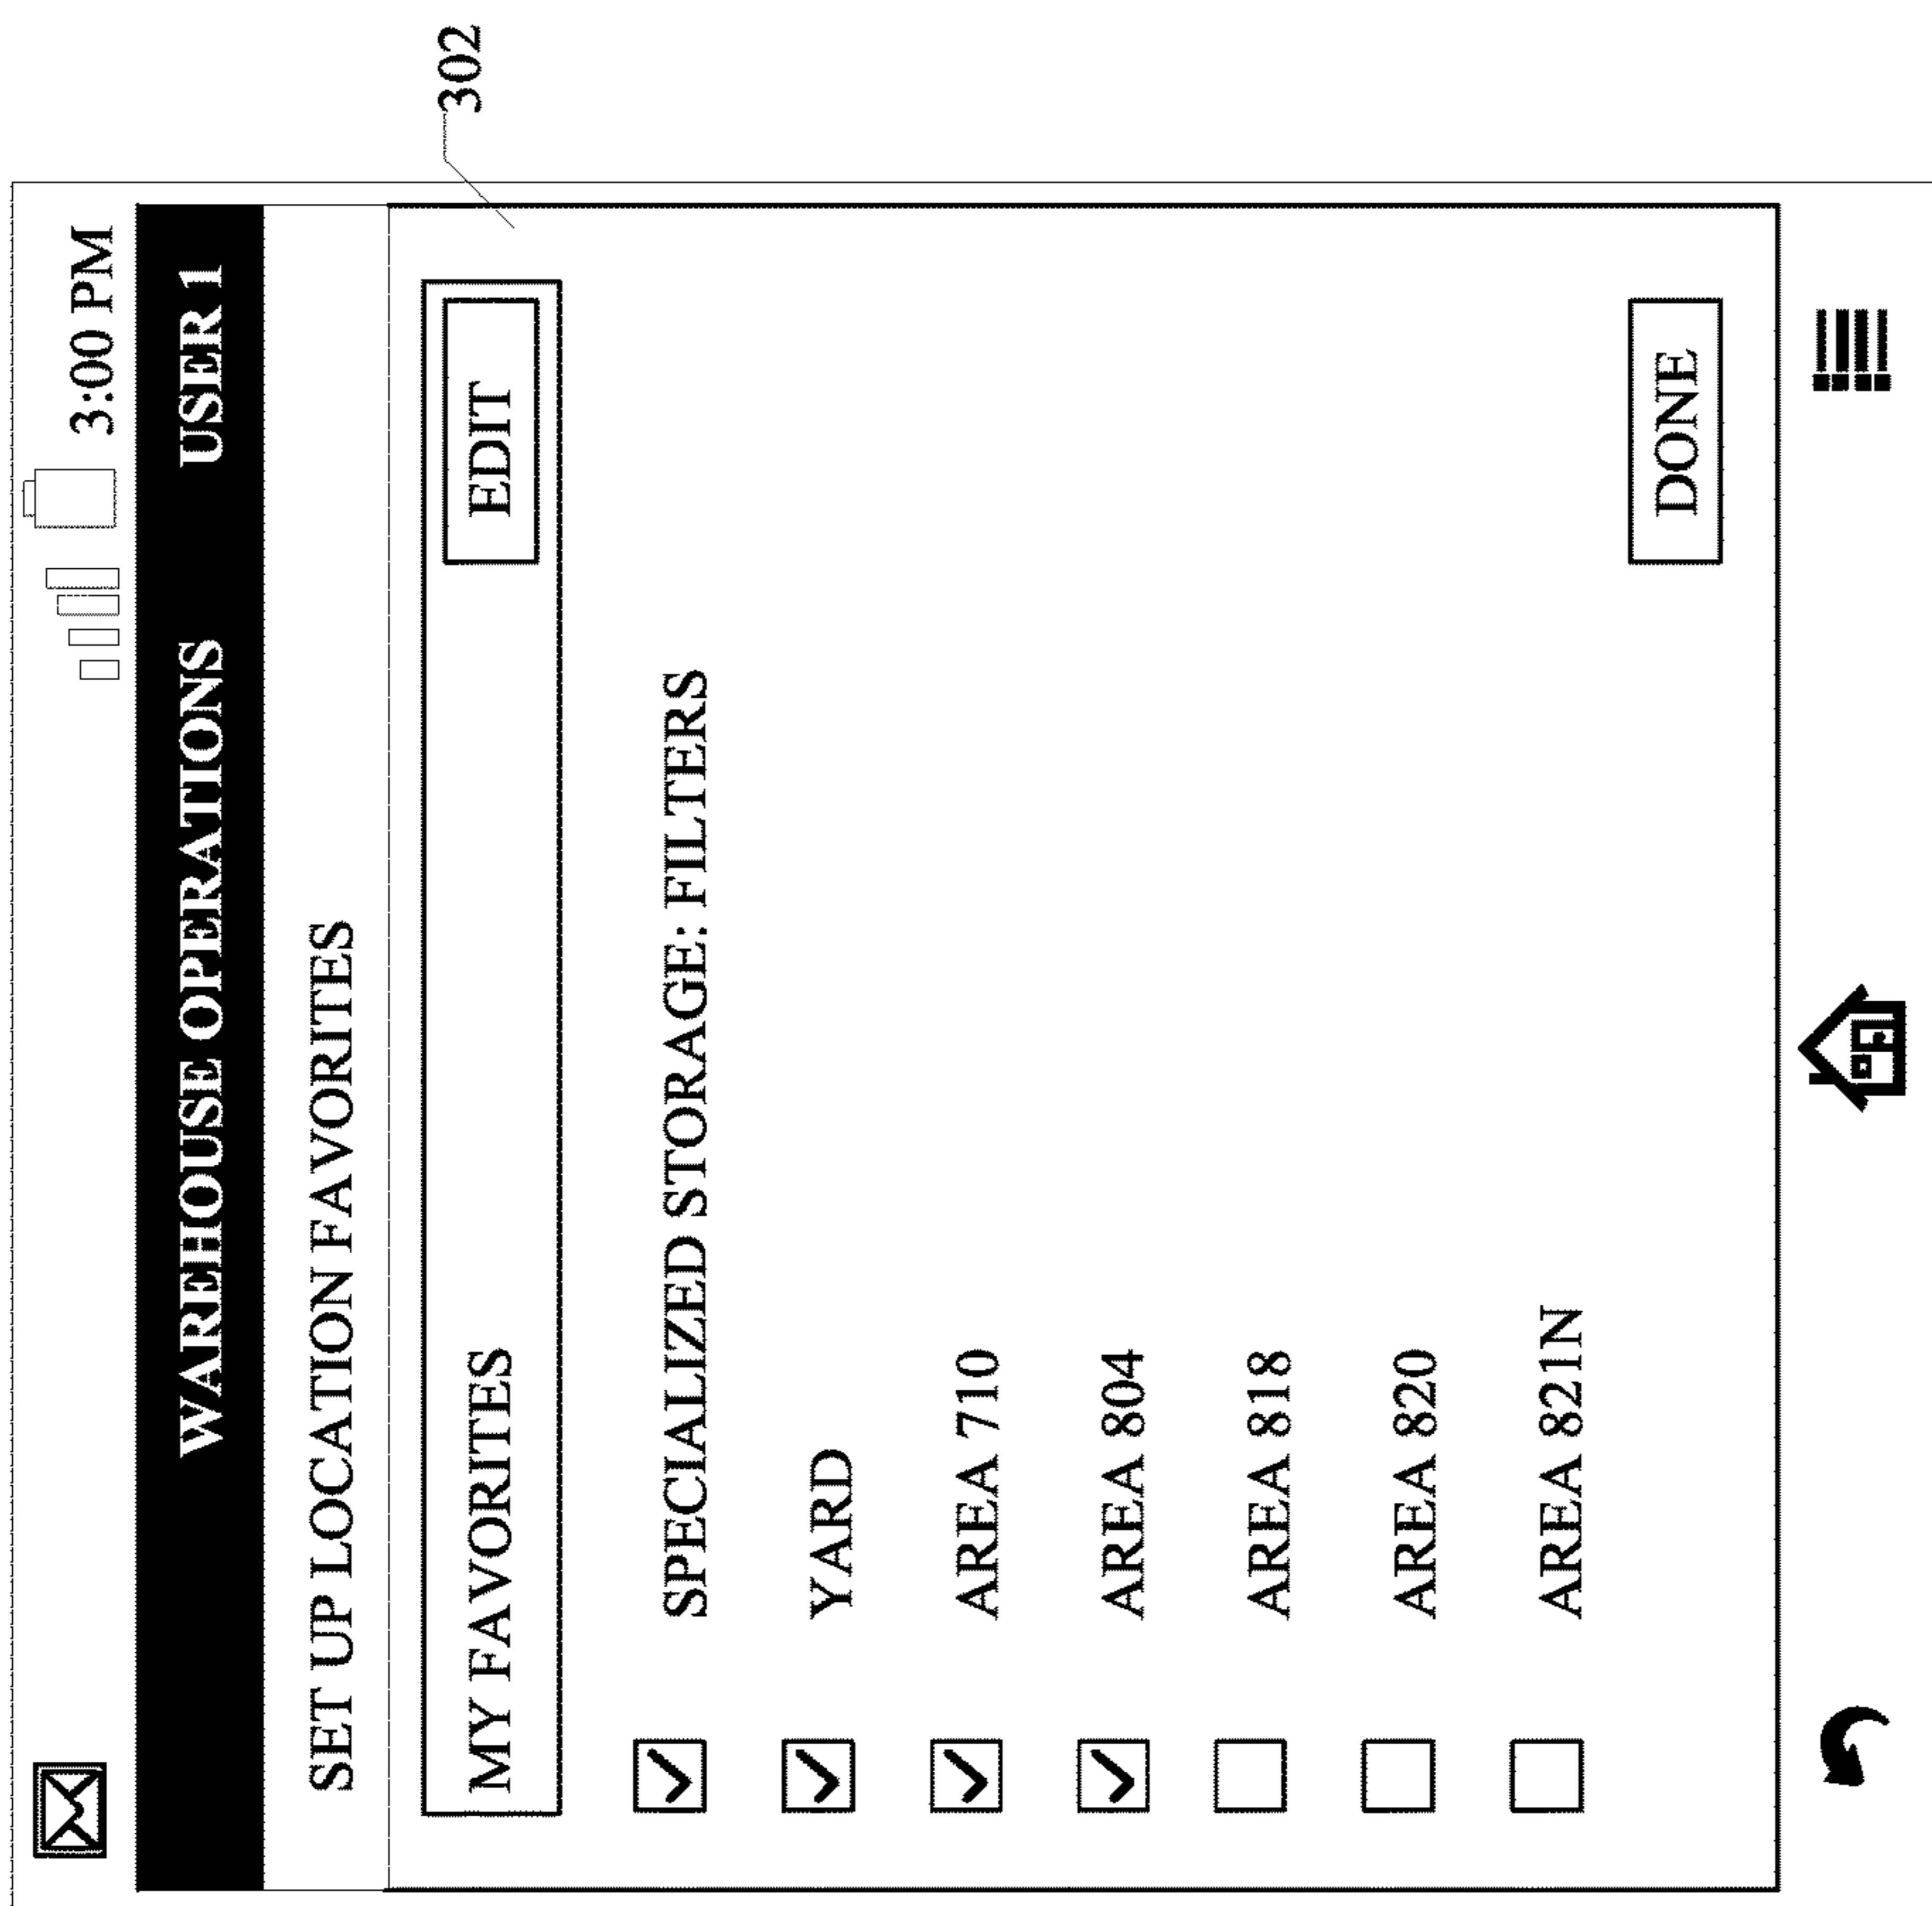 3:00 PM
WAREHOUSE OPERATIONS USER 1
SET UP LOCATION FAVORITES
302
MY FAVORITES EDIT
SPECIALIZED STORAGE: FILTERS
YARD
AREA 710
AREA 804
AREA 818
AREA 820
AREA 821N
DONE